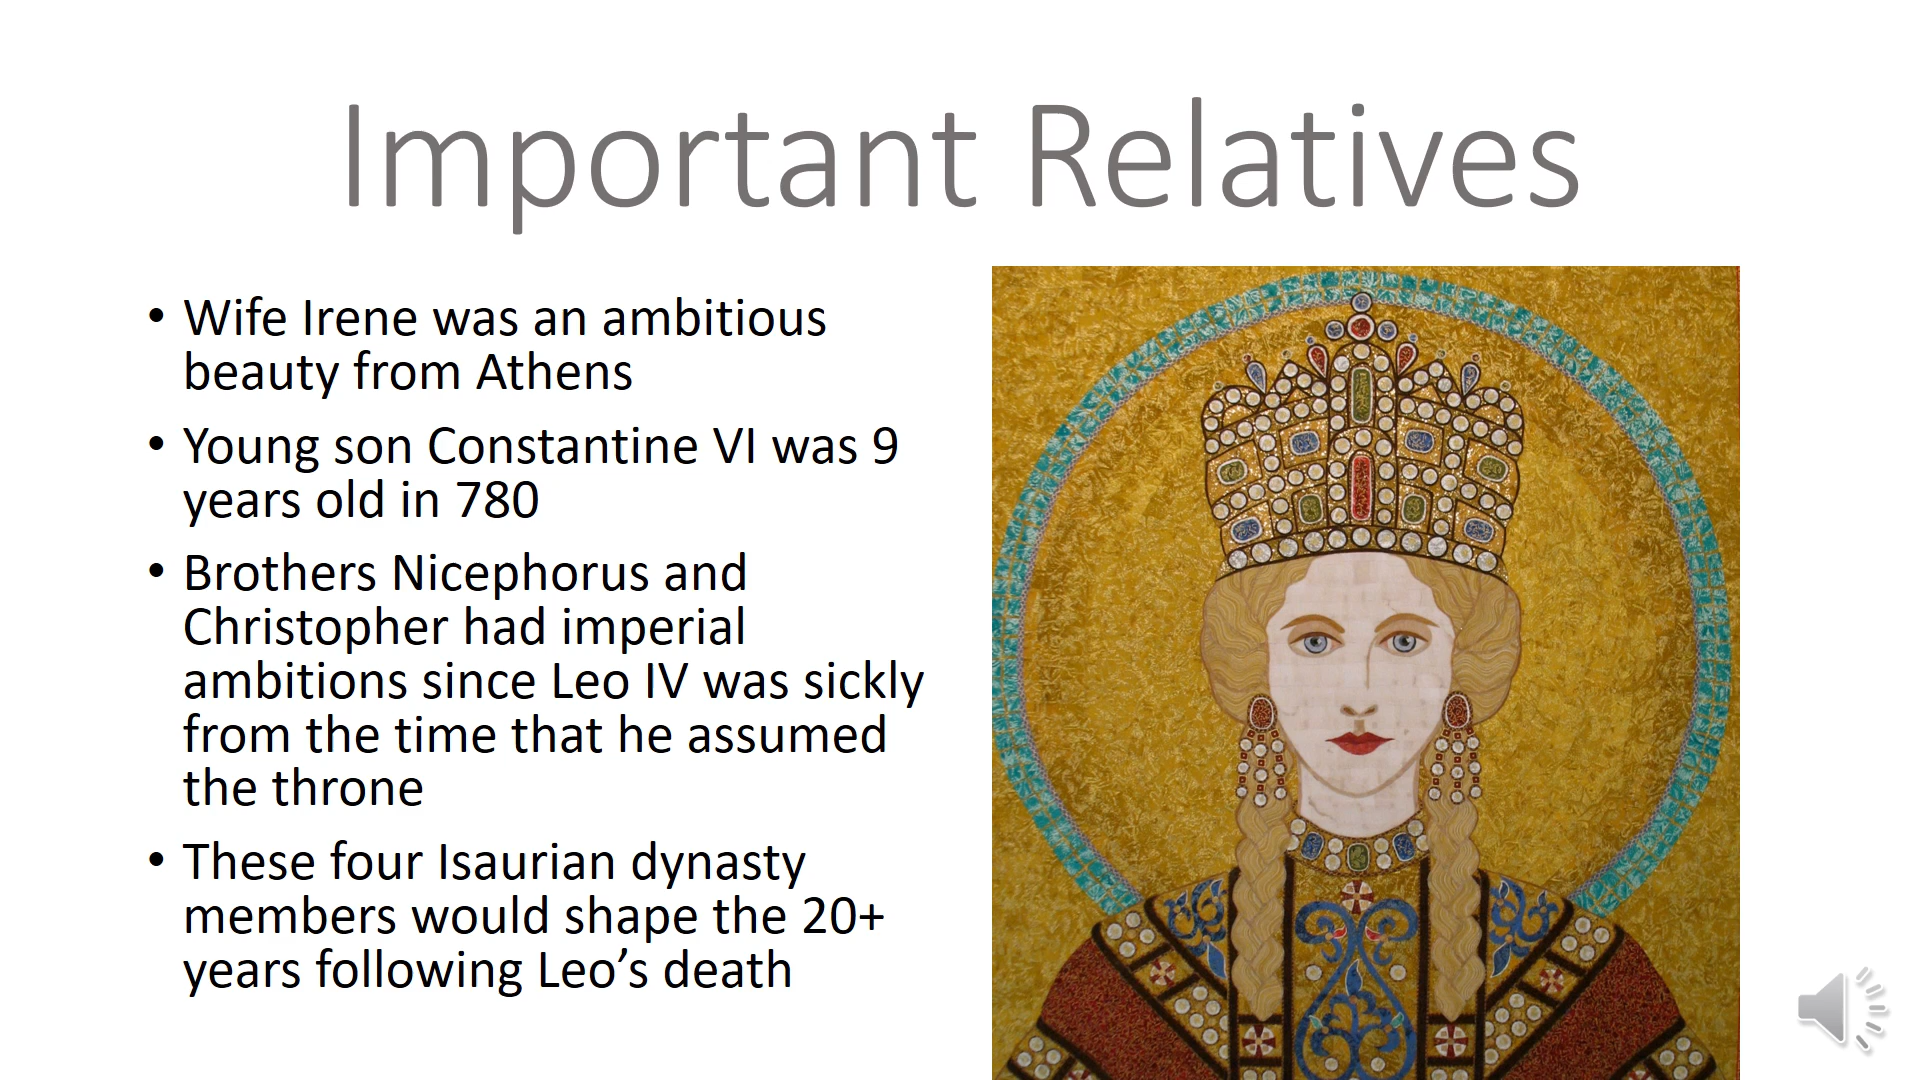 Important Relatives
• Wife Irene was an ambitious
beauty from Athens
• Young son Constantine VI was 9
years old in 780
• Brothers Nicephorus and
Christopher had imperial
ambitions since Leo IV was sickly
from the time that he assumed
the throne
• These four Isaurian dynasty
members would shape the 20+
years following Leo’s death